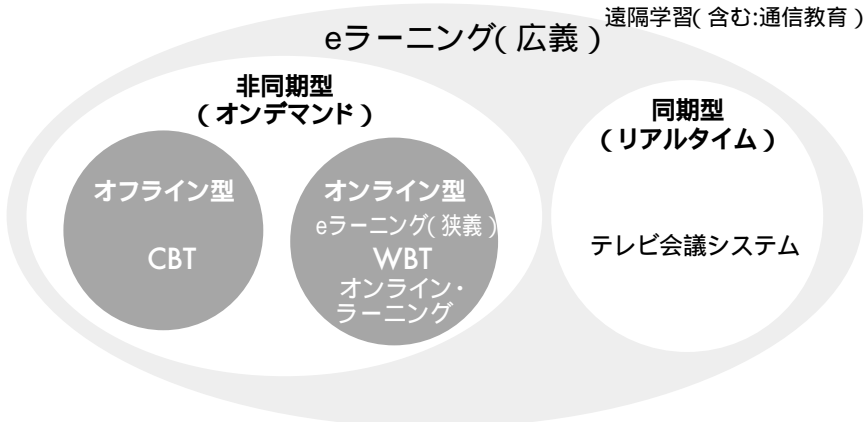 遠隔学習(含む:通信教育)
eラーニング(広義)
非同期型
(オンデマンド)
オフライン型
CBT
オンライン型
eラーニング(狭義)
WBT
オンライン・
ラーニング
同期型
(リアルタイム)
テレビ会議システム